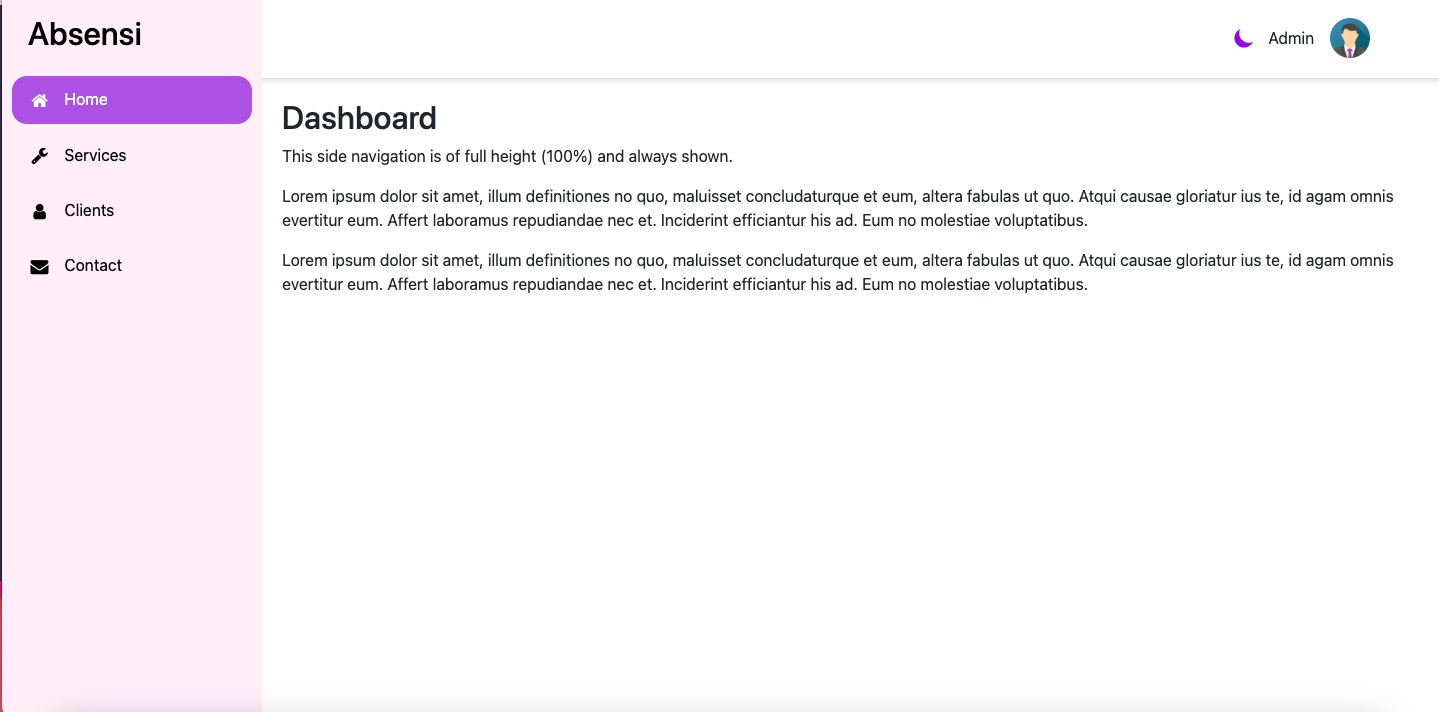 Absensi
Home
Services
Clients
Contact
Admin
Dashboard
This side navigation is of full height (100%) and always shown.
Lorem ipsum dolor sit amet, illum definitiones no quo, maluisset concludaturque et eum, altera fabulas ut quo. Atqui causae gloriatur ius te, id agam omnis
evertitur eum. Affert laboramus repudiandae nec et. Inciderint efficiantur his ad. Eum no molestiae voluptatibus.
Lorem ipsum dolor sit amet, illum definitiones no quo, maluisset concludaturque et eum, altera fabulas ut quo. Atqui causae gloriatur ius te, id agam omnis
evertitur eum. Affert laboramus repudiandae nec et. Inciderint efficiantur his ad. Eum no molestiae voluptatibus.